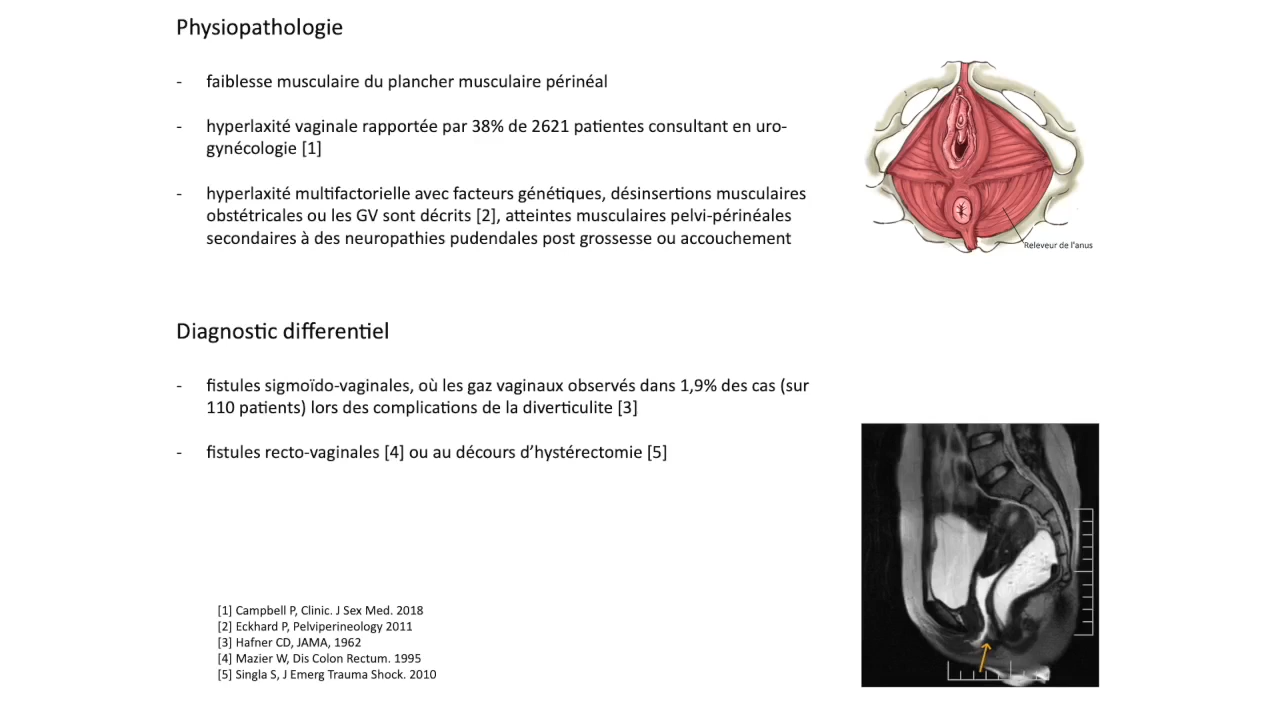 Physiopathologie
- faiblesse musculaire du plancher musculaire périnéal
- hyperlaxité vaginale rapportée par 38% de 2621 patientes consultant en uro-
gynécologie [1]
- hyperlaxité multifactorielle avec facteurs génétiques, désinsertions musculaires
obstétricales ou les GV sont décrits [2], atteintes musculaires pelvi-périnéales
secondaires à des neuropathies pudendales post grossesse ou accouchement
Releveur de l'anus
Diagnostic differentiel
- fistules sigmoïdo-vaginales, où les gaz vaginaux observés dans 1,9% des cas (sur
110 patients) lors des complications de la diverticulite [3]
- fistules recto-vaginales [4] ou au décours d’hystérectomie [5]
[1] Campbell P, Clinic. J Sex Med. 2018
[2] Eckhard P, Pelviperineology 2011
[3] Hafner CD, JAMA, 1962
[4] Mazier W, Dis Colon Rectum. 1995
[5] Singla S, J Emerg Trauma Shock. 2010